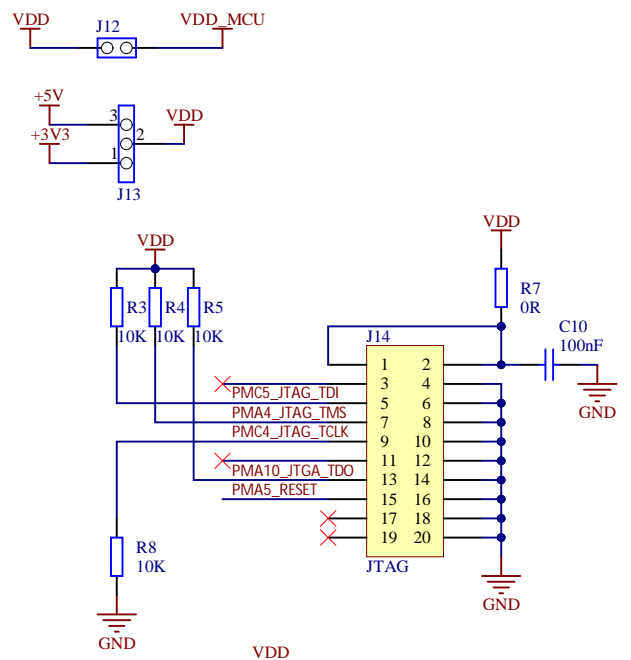 VDD J12 VDD_MCU
+5V
3
+3V3 2 VDD
1
J13
VDD
VDD
R3 R4 R5
10K 10K 10K
R7
0R
J14 C10
100nF
1 2
3 4
PMC5_JTAG_TDI 5 6 GND
PMA4_JTAG_TMS 7 8
PMC4_JTAG_TCLK 9 10
11 12
PMA10_JTGA_TDO 13 14
PMA5_RESET 15 16
17 18
19 20
R8
10K
JTAG
GND
GND
VDD